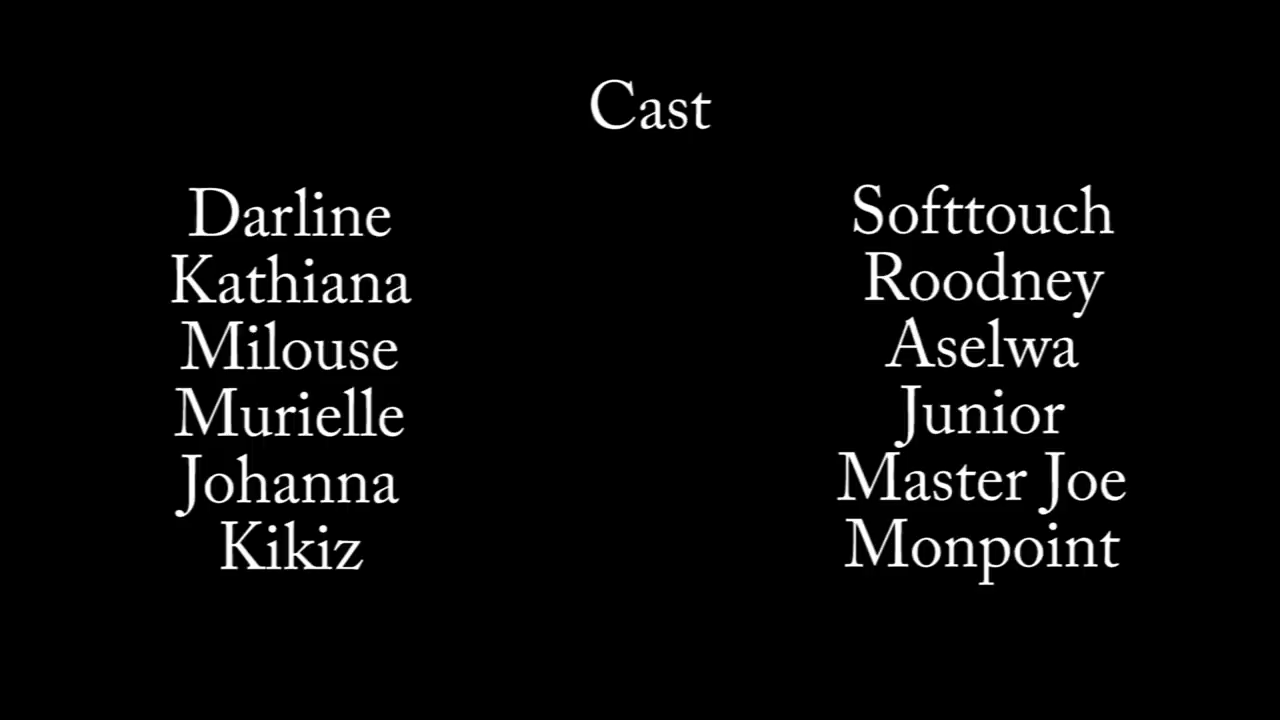 Cast
Darline
Kathiana
Milouse
Murielle
Johanna
Kikiz
Softtouch
Roodney
Aselwa
Junior
Master Joe
Monpoint